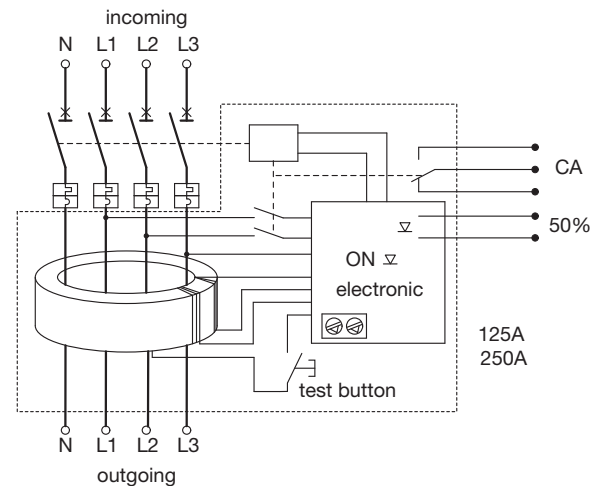 incoming
N L1 L2 L3
CA
50%
ON
electronic
125A
250A
test button
N L1 L2 L3
outgoing